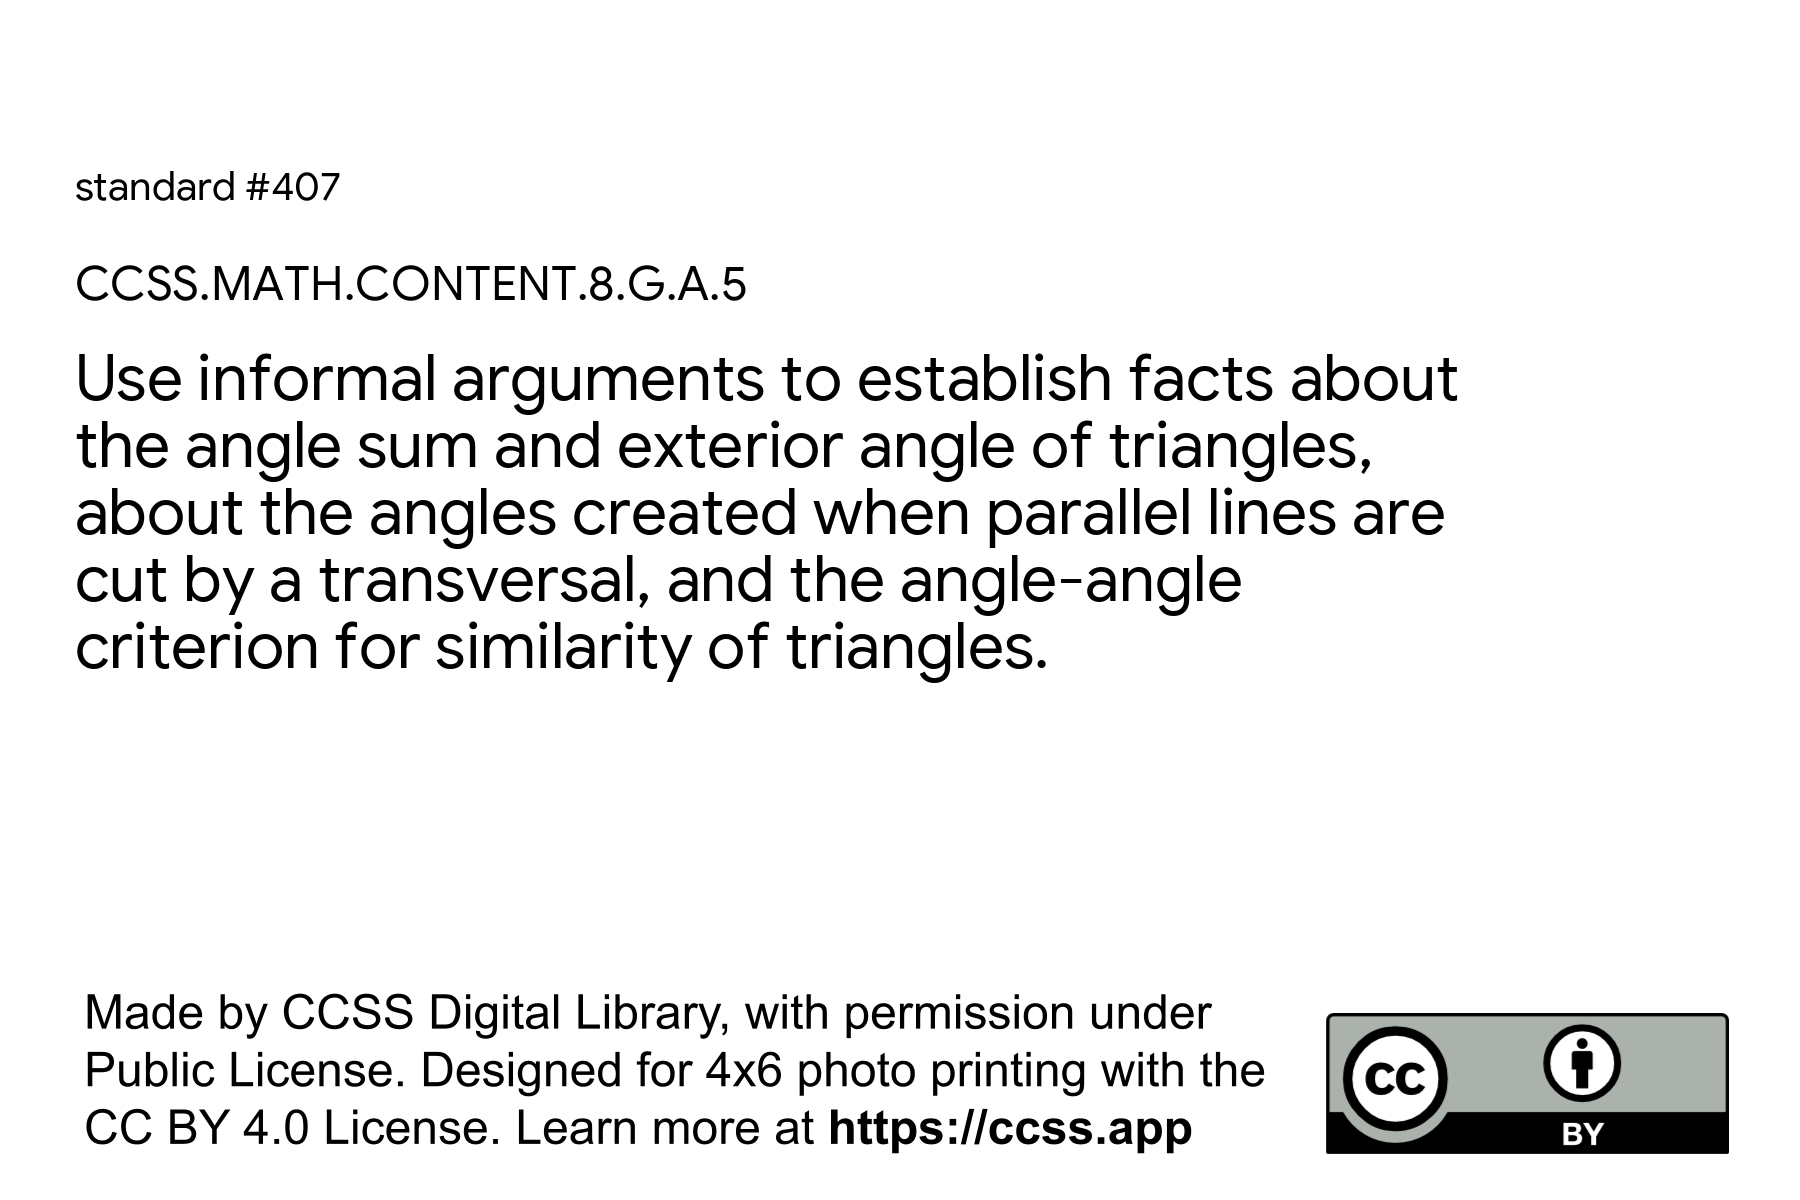 standard #407
CCSS.MATH.CONTENT.8.G.A.5
Use informal arguments to establish facts about
the angle sum and exterior angle of triangles,
about the angles created when parallel lines are
cut by a transversal, and the angle-angle
criterion for similarity of triangles.
Made by CCSS Digital Library, with permission under
Public License. Designed for 4x6 photo printing with the
CC BY 4.0 License. Learn more at https://ccss.app
CC
BY